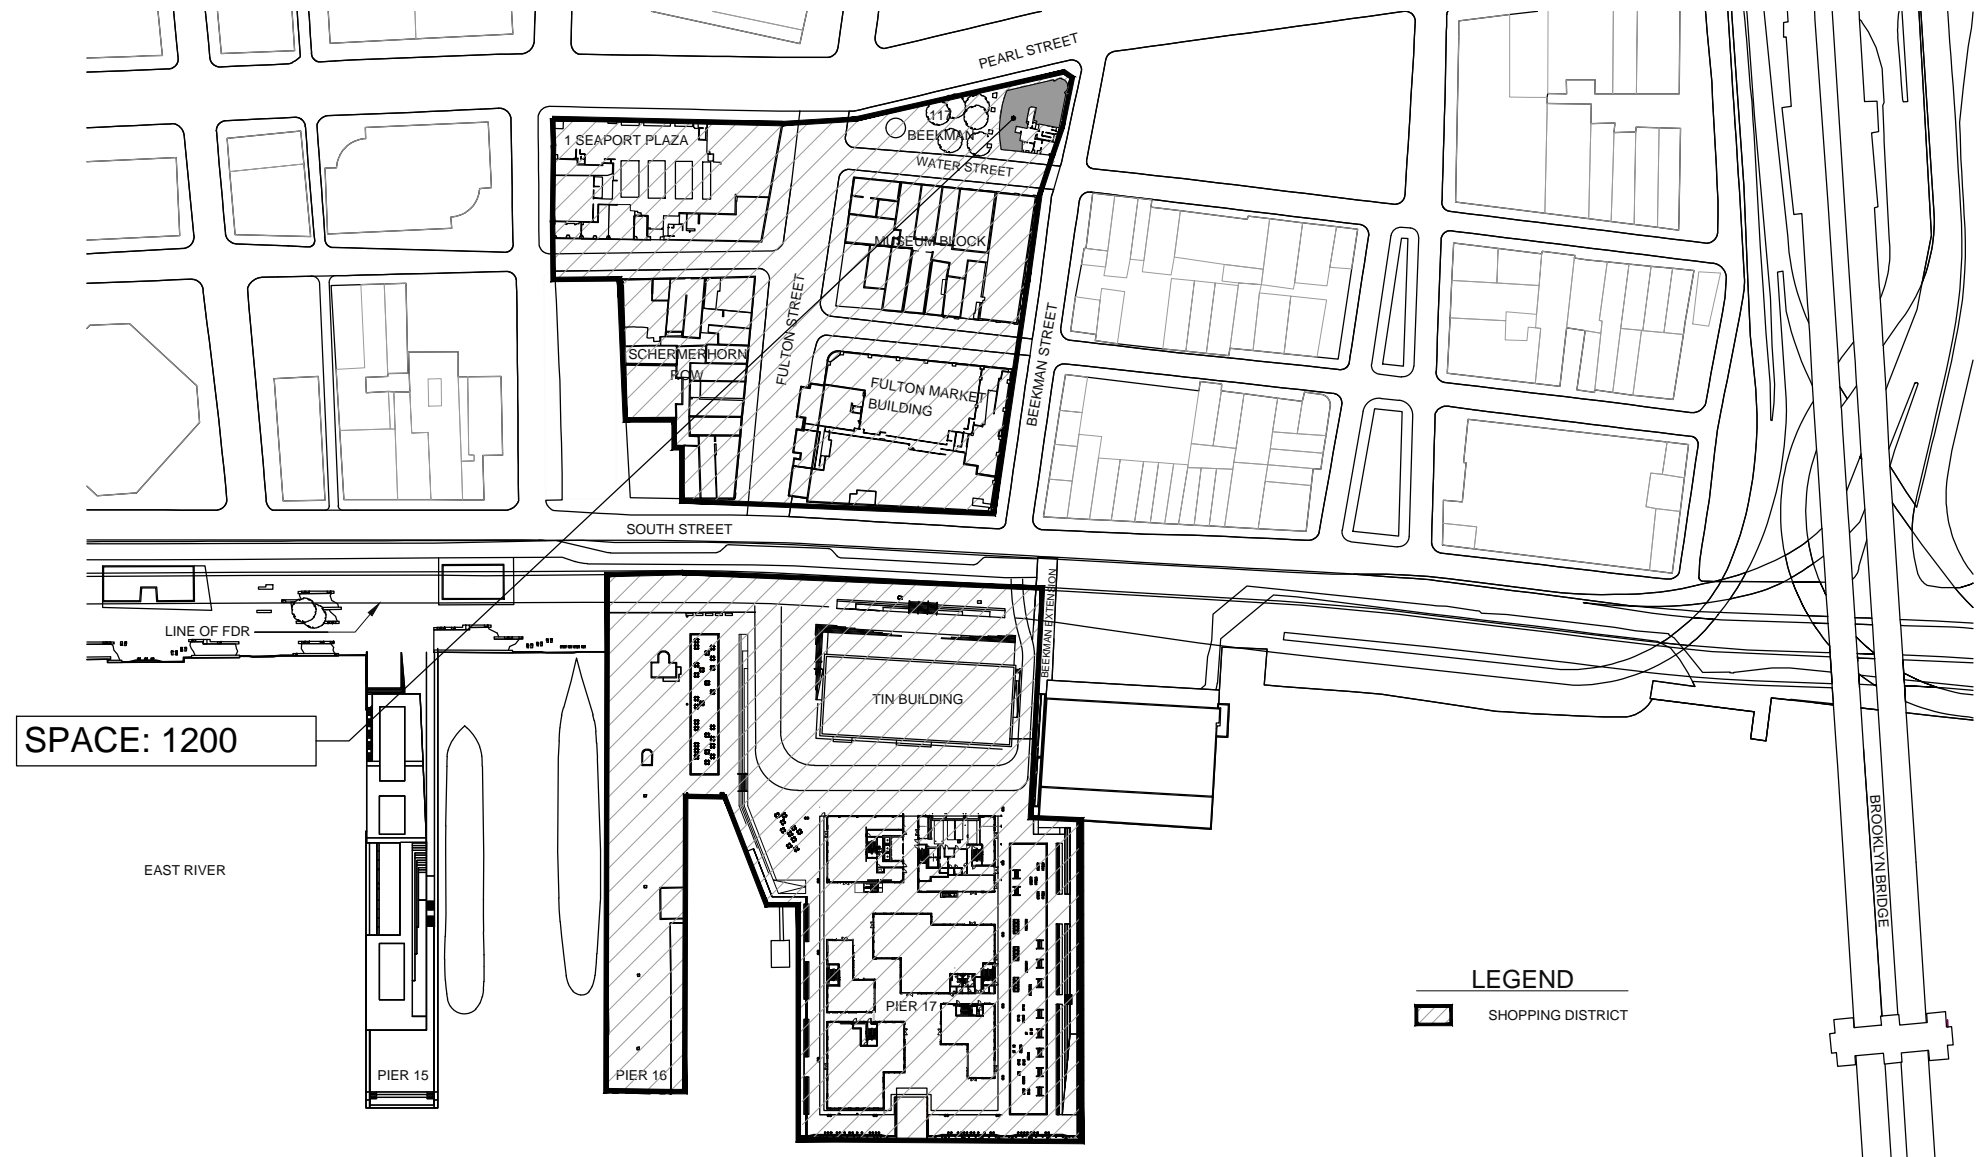 PEARL STREET
1 SEAPORT PLAZA
117
BEEKMAN
WATER STREET
MUSEUM BLOCK
FULTON STREET
BEEKMAN STREET
SCHERMERHORN
ROW
FULTON MARKET
BUILDING
SOUTH STREET
BEEKMAN EXTENSION
LINE OF FDR
TIN BUILDING
SPACE: 1200
EAST RIVER
BROOKLYN BRIDGE
LEGEND
SHOPPING DISTRICT
PIER 17
PIER 15
PIER 16